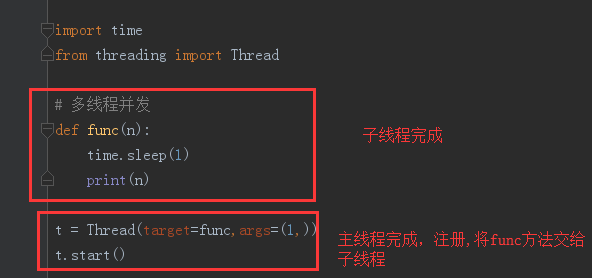 import time
from threading import Thread
# 多线程并发
def func(n):
time.sleep(1)
print(n)
子线程完成
t = Thread(target=func,args=(1,))
t.start()
主线程完成，注册,将func方法交给
子线程